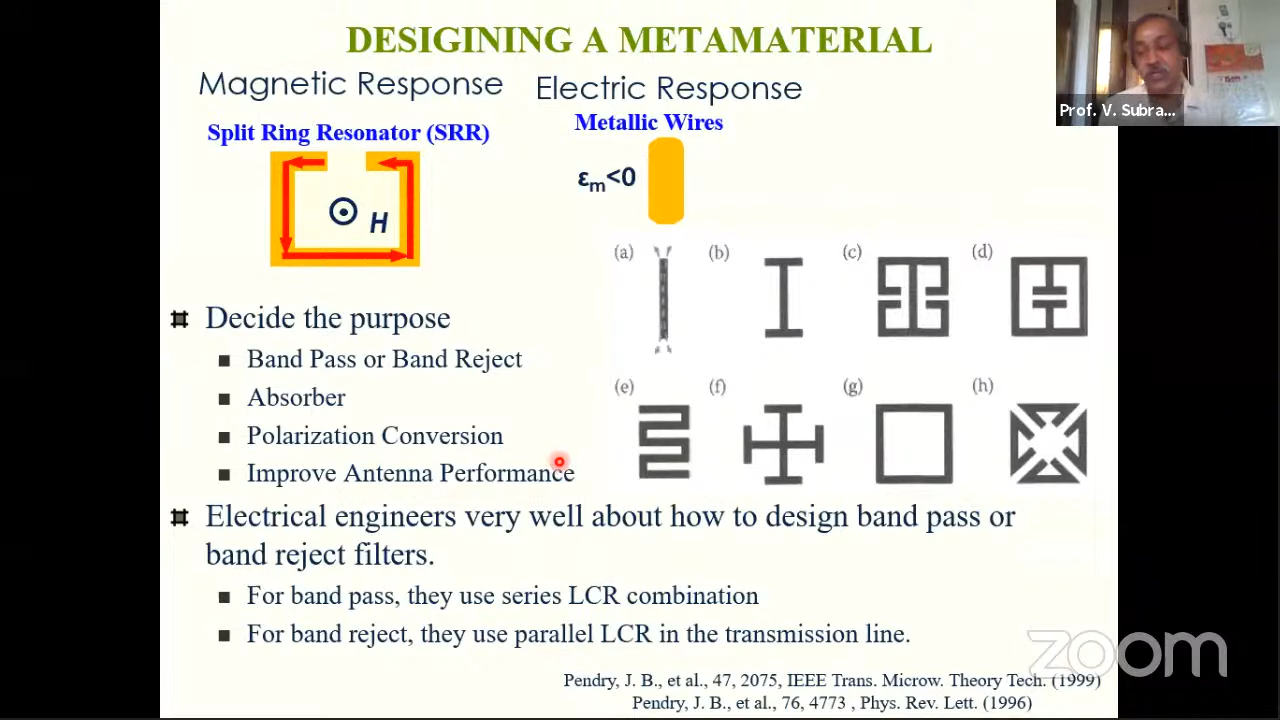 DESIGINING A METAMATERIAL
Magnetic Response
Electric Response
Split Ring Resonator (SRR)
Metallic Wires
εm<0
H
(a)
(b)
(c)
(d)
(e)
(f)
(g)
(h)
Decide the purpose
Band Pass or Band Reject
Absorber
Polarization Conversion
Improve Antenna Performance
Electrical engineers very well about how to design band pass or
band reject filters.
For band pass, they use series LCR combination
For band reject, they use parallel LCR in the transmission line.
Pendry, J. B., et al., 47, 2075, IEEE Trans. Microw. Theory Tech. (1999)
Pendry, J. B., et al., 76, 4773 , Phys. Rev. Lett. (1996)
Prof. V. Subra...
zoom